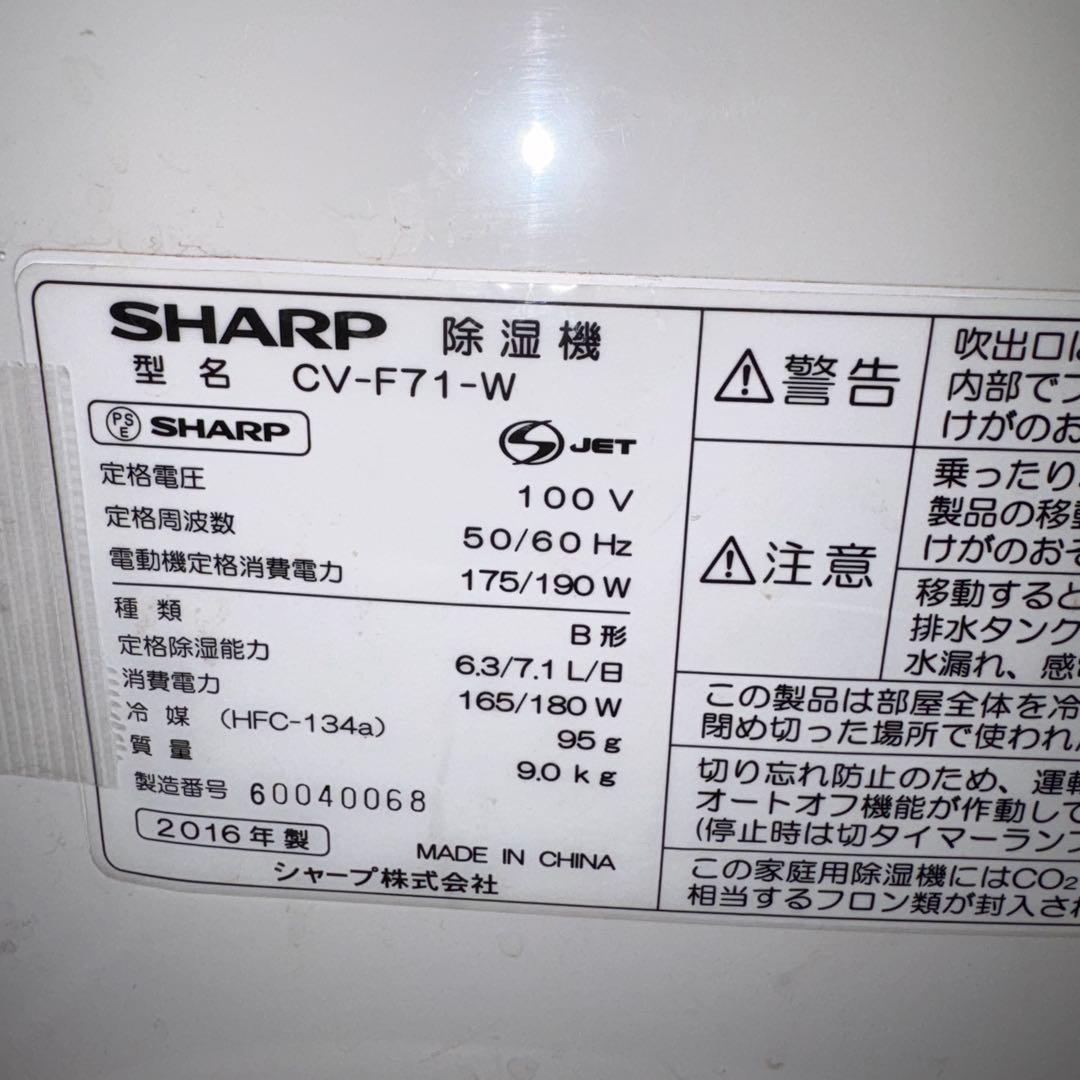 SHARP 除湿機
型名 CV-F71-W
PS E SHARP
S JET
定格電圧 100 V
定格周波数 50/60 Hz
電動機定格消費電力 175/190 W
種類 B形
定格除湿能力 6.3/7.1 L/日
消費電力 165/180 W
冷媒 (HFC-134a) 95 g
質量 9.0 kg
製造番号 60040068
2016年製
MADE IN CHINA
シャープ株式会社
警告
吹出口
内部で
けがのお
注意
乗ったり
製品の移動
けがのおそ
移動すると
排水タンク
水漏れ、感
この製品は部屋全体を冷
閉め切った場所で使われ
切り忘れ防止のため、運転
オートオフ機能が作動して
(停止時は切タイマーランプ
この家庭用除湿機にはCO2
相当するフロン類が封入され